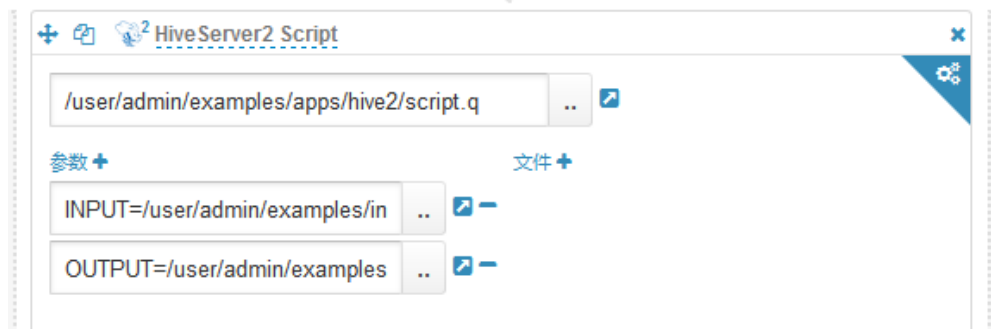 HiveServer2 Script
/user/admin/examples/apps/hive2/script.q ..
参数 文件
INPUT=/user/admin/examples/in ..
OUTPUT=/user/admin/examples ..